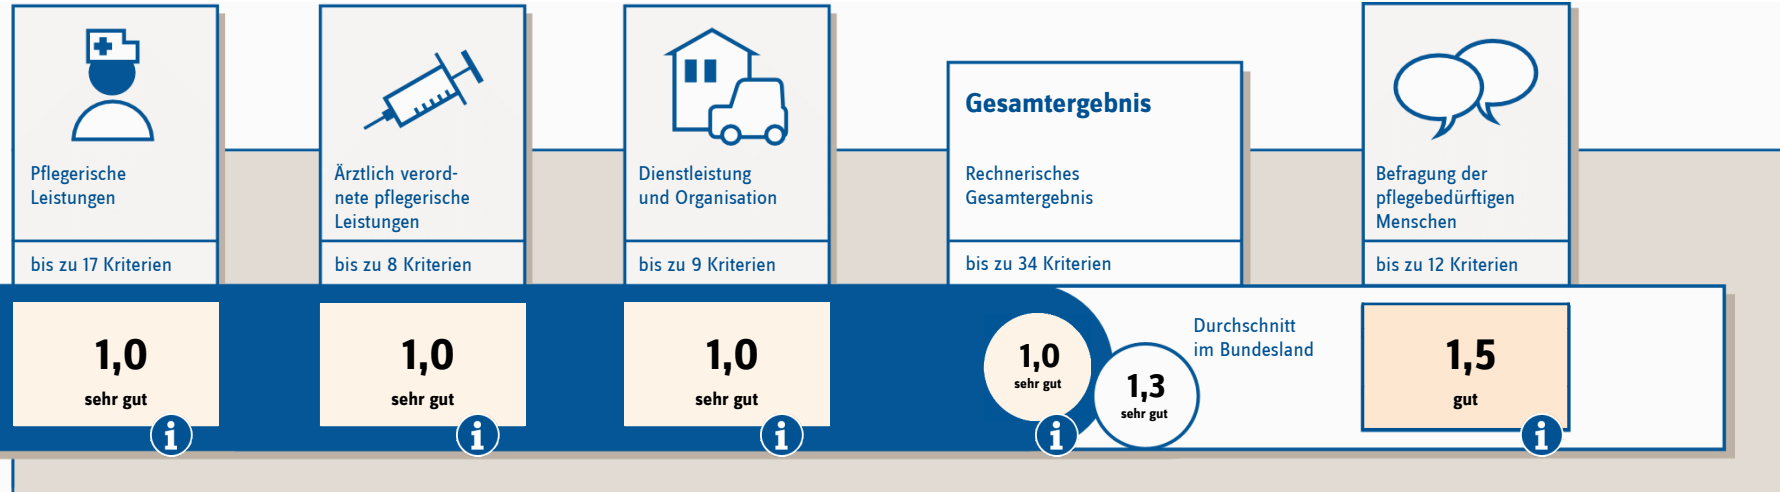 Pflegerische
Leistungen
bis zu 17 Kriterien
1,0
sehr gut
i
Ärztlich verord-
nete pflegerische
Leistungen
bis zu 8 Kriterien
1,0
sehr gut
i
Dienstleistung
und Organisation
bis zu 9 Kriterien
1,0
sehr gut
i
Gesamtergebnis
Rechnerisches
Gesamtergebnis
bis zu 34 Kriterien
1,0
sehr gut
i
Durchschnitt
im Bundesland
1,3
sehr gut
Befragung der
pflegebedürftigen
Menschen
bis zu 12 Kriterien
1,5
gut
i